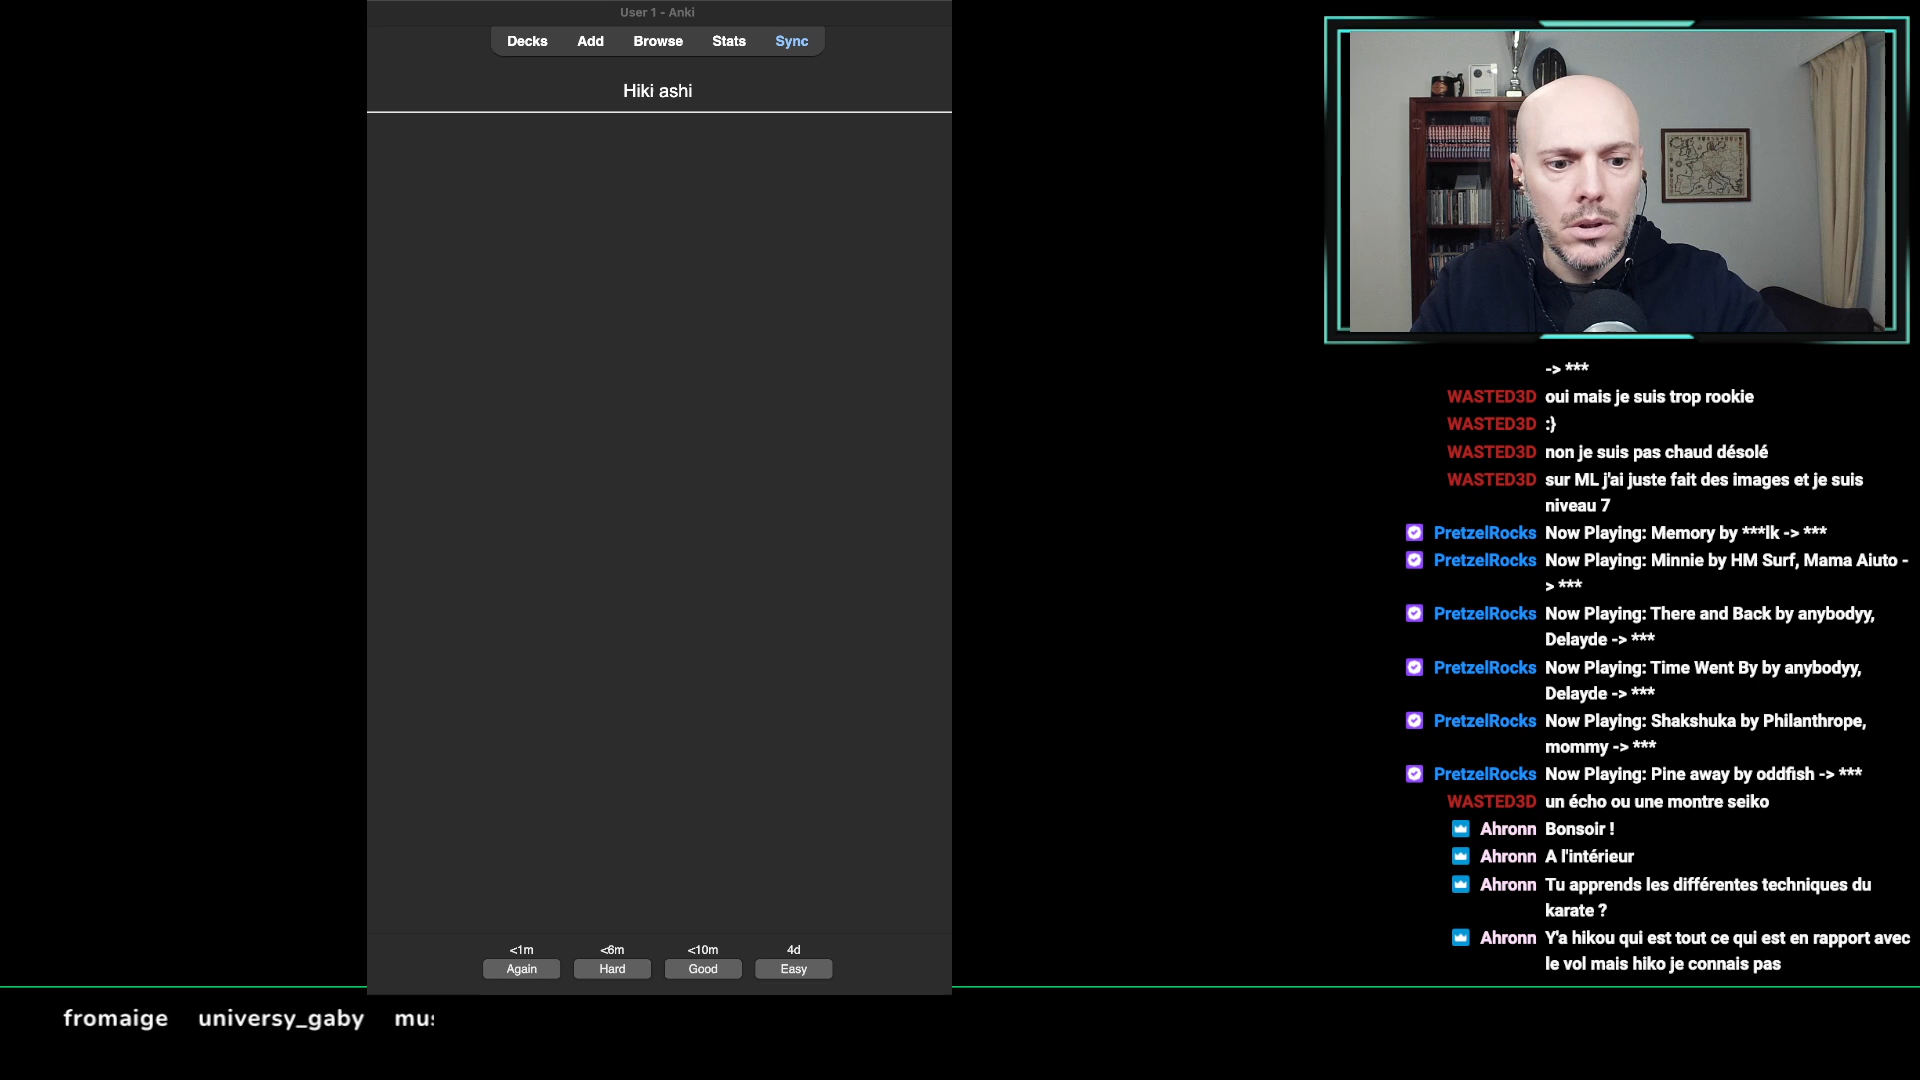 User 1 - Anki
Decks Add Browse Stats Sync
Hiki ashi
<1m <6m <10m 4d
Again Hard Good Easy
-> ***
WASTED3D oui mais je suis trop rookie
WASTED3D :}
WASTED3D non je suis pas chaud désolé
WASTED3D sur ML j'ai juste fait des images et je suis
niveau 7
PretzelRocks Now Playing: Memory by ***lk -> ***
PretzelRocks Now Playing: Minnie by HM Surf, Mama Aiuto -
> ***
PretzelRocks Now Playing: There and Back by anybodyy,
Delayde -> ***
PretzelRocks Now Playing: Time Went By by anybodyy,
Delayde -> ***
PretzelRocks Now Playing: Shakshuka by Philanthrope,
mommy -> ***
PretzelRocks Now Playing: Pine away by oddfish -> ***
WASTED3D un écho ou une montre seiko
Ahronn Bonsoir !
Ahronn A l'intérieur
Ahronn Tu apprends les différentes techniques du
karate ?
Ahronn Y'a hikou qui est tout ce qui est en rapport avec
le vol mais hiko je connais pas
fromaige universy_gaby